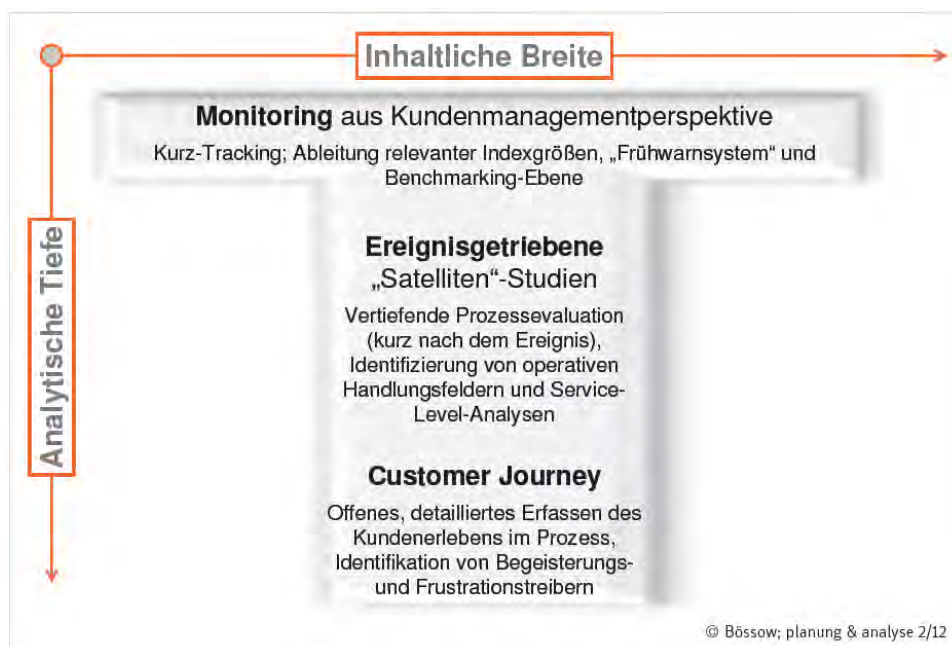 Inhaltliche Breite
Analytische Tiefe
Monitoring aus Kundenmanagementperspektive
Kurz-Tracking; Ableitung relevanter Indexgrößen, „Frühwarnsystem“ und
Benchmarking-Ebene
Ereignisgetriebene
„Satelliten“-Studien
Vertiefende Prozessevaluation
(kurz nach dem Ereignis),
Identifizierung von operativen
Handlungsfeldern und Service-
Level-Analysen
Customer Journey
Offenes, detailliertes Erfassen des
Kundenerlebens im Prozess,
Identifikation von Begeisterungs-
und Frustrationstreibern
© Bössow; planung & analyse 2/12